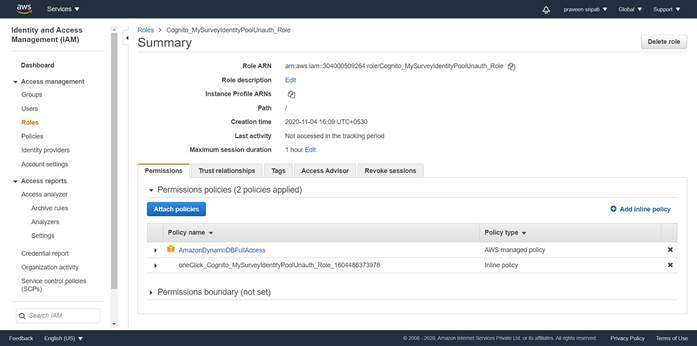 aws Services praveen sripati Global Support
Identity and Access Management (IAM)
Dashboard
Access management
Groups
Users
Roles
Policies
Identity providers
Account settings
Access reports
Access analyzer
Archive rules
Analyzers
Settings
Credential report
Organization activity
Service control policies (SCPs)
Search IAM
Roles > Cognito_MySurveyIdentityPoolUnauth_Role
Summary
Delete role
Role ARN arn:aws:iam::304000509264:role/Cognito_MySurveyIdentityPoolUnauth_Role
Role description Edit
Instance Profile ARNs
Path /
Creation time 2020-11-04 16:09 UTC+0530
Last activity Not accessed in the tracking period
Maximum session duration 1 hour Edit
Permissions Trust relationships Tags Access Advisor Revoke sessions
Permissions policies (2 policies applied)
Attach policies Add inline policy
Policy name Policy type
AmazonDynamoDBFullAccess AWS managed policy
oneClick_Cognito_MySurveyIdentityPoolUnauth_Role_1604486373978 Inline policy
Permissions boundary (not set)
Feedback English (US) © 2008 - 2020, Amazon Internet Services Private Ltd. or its affiliates. All rights reserved. Privacy Policy Terms of Use